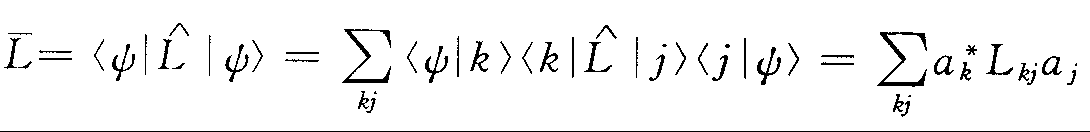 L̅ = ⟨ψ|L̂|ψ⟩ = ∑_{kj} ⟨ψ|k⟩⟨k|L̂|j⟩⟨j|ψ⟩ = ∑_{kj} a_k^* L_{kj} a_j